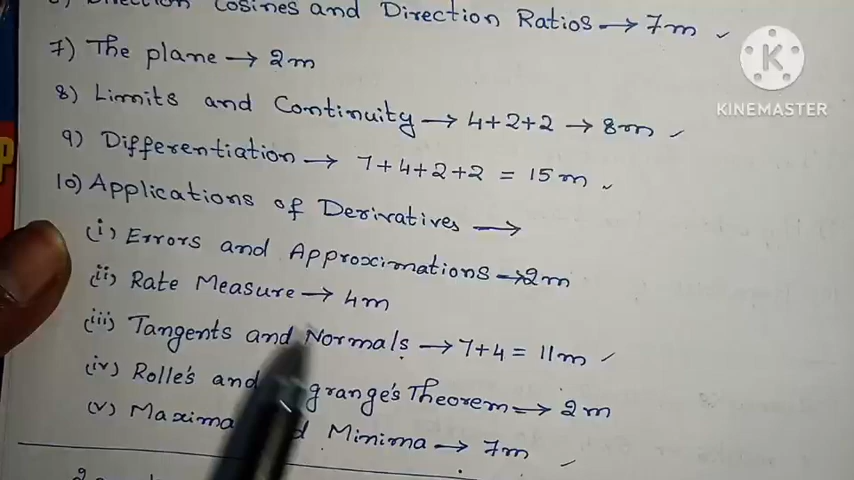 Direction Cosines and Direction Ratios → 7m ✓
7) The plane → 2m
8) Limits and Continuity → 4+2+2 → 8m ✓
9) Differentiation → 7+4+2+2 = 15m ✓
10) Applications of Derivatives →
(i) Errors and Approximations → 2m
(ii) Rate Measure → 4m
(iii) Tangents and Normals → 7+4 = 11m ✓
(iv) Rolle's and grange's Theorem → 2m
(v) Maxima d Minima → 7m ✓
K
KINEMASTER